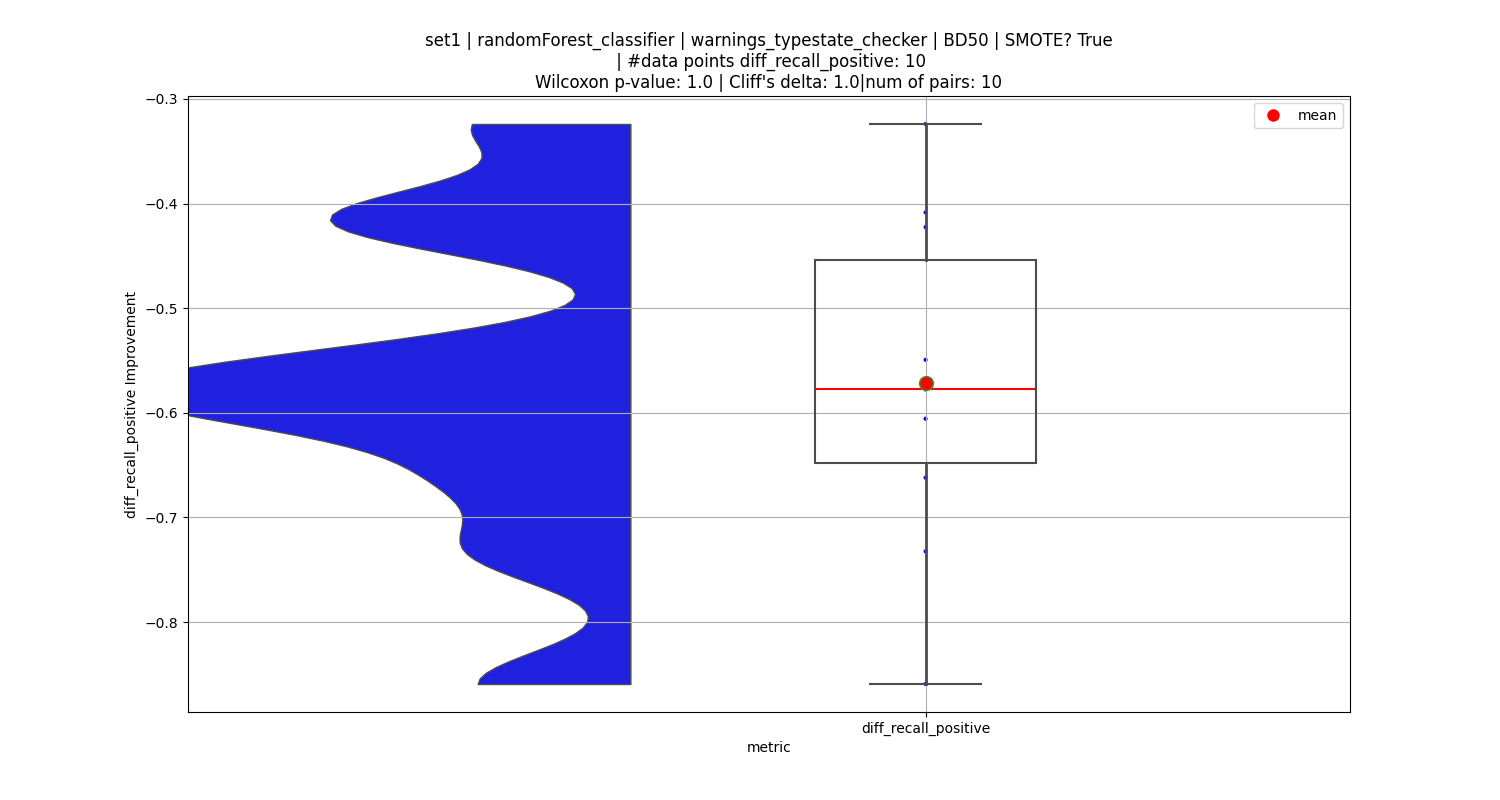 set1 | randomForest_classifier | warnings_typestate_checker | BD50 | SMOTE? True
| #data points diff_recall_positive: 10
Wilcoxon p-value: 1.0 | Cliff's delta: 1.0|num of pairs: 10
mean
−0.3
−0.4
−0.5
−0.6
−0.7
−0.8
diff_recall_positive Improvement
diff_recall_positive
metric